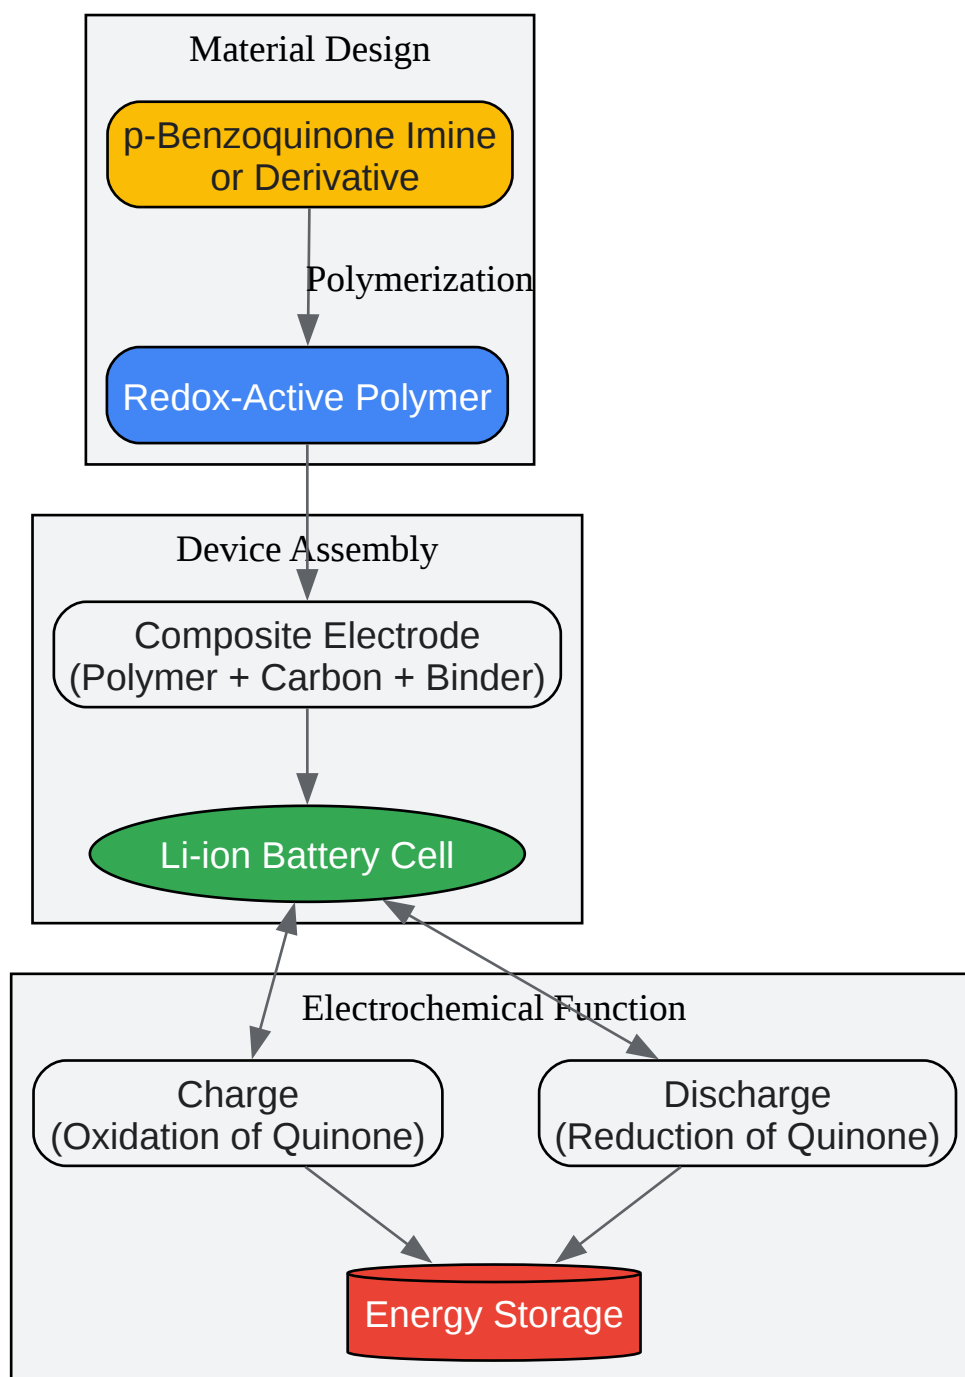 Material Design
p-Benzoquinone Imine
or Derivative
Polymerization
Redox-Active Polymer
Device Assembly
Composite Electrode
(Polymer + Carbon + Binder)
Li-ion Battery Cell
Electrochemical Function
Charge
(Oxidation of Quinone)
Discharge
(Reduction of Quinone)
Energy Storage